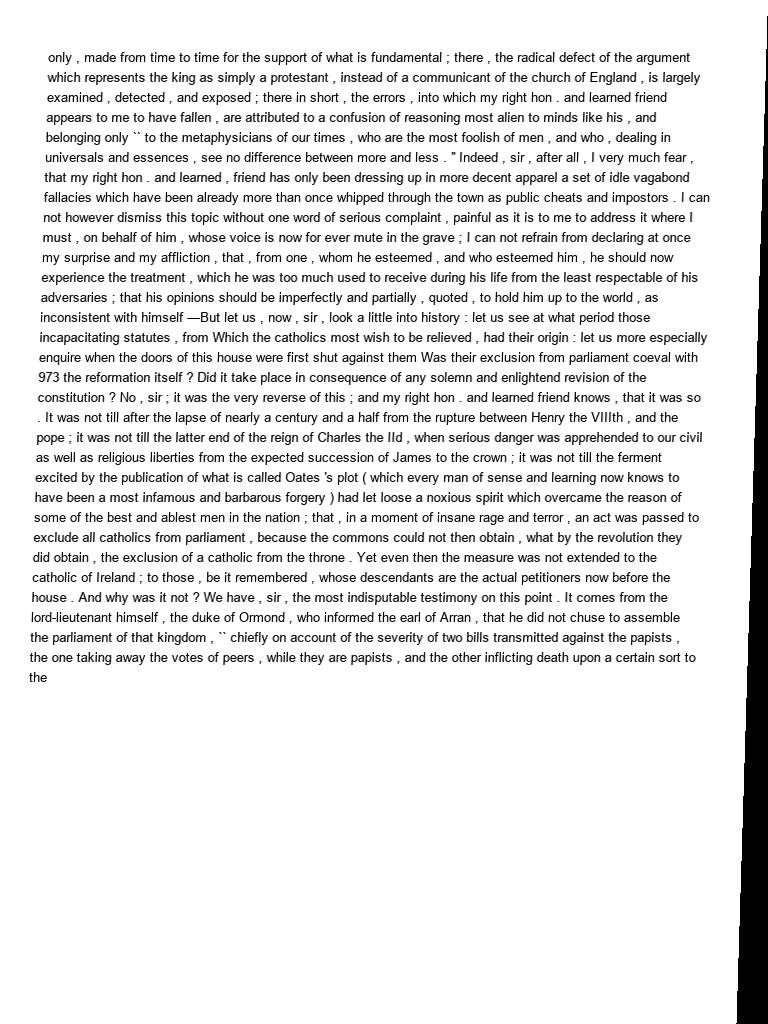 only , made from time to time for the support of what is fundamental ; there , the radical defect of the argument
which represents the king as simply a protestant , instead of a communicant of the church of England , is largely
examined , detected , and exposed ; there in short , the errors , into which my right hon . and learned friend
appears to me to have fallen , are attributed to a confusion of reasoning most alien to minds like his , and
belonging only `` to the metaphysicians of our times , who are the most foolish of men , and who , dealing in
universals and essences , see no difference between more and less . " Indeed , sir , after all , I very much fear ,
that my right hon . and learned , friend has only been dressing up in more decent apparel a set of idle vagabond
fallacies which have been already more than once whipped through the town as public cheats and impostors . I can
not however dismiss this topic without one word of serious complaint , painful as it is to me to address it where I
must , on behalf of him , whose voice is now for ever mute in the grave ; I can not refrain from declaring at once
my surprise and my affliction , that , from one , whom he esteemed , and who esteemed him , he should now
experience the treatment , which he was too much used to receive during his life from the least respectable of his
adversaries ; that his opinions should be imperfectly and partially , quoted , to hold him up to the world , as
inconsistent with himself —But let us , now , sir , look a little into history : let us see at what period those
incapacitating statutes , from Which the catholics most wish to be relieved , had their origin : let us more especially
enquire when the doors of this house were first shut against them Was their exclusion from parliament coeval with
973 the reformation itself ? Did it take place in consequence of any solemn and enlightend revision of the
constitution ? No , sir ; it was the very reverse of this ; and my right hon . and learned friend knows , that it was so
. It was not till after the lapse of nearly a century and a half from the rupture between Henry the VIIIth , and the
pope ; it was not till the latter end of the reign of Charles the IId , when serious danger was apprehended to our civil
as well as religious liberties from the expected succession of James to the crown ; it was not till the ferment
excited by the publication of what is called Oates 's plot ( which every man of sense and learning now knows to
have been a most infamous and barbarous forgery ) had let loose a noxious spirit which overcame the reason of
some of the best and ablest men in the nation ; that , in a moment of insane rage and terror , an act was passed to
exclude all catholics from parliament , because the commons could not then obtain , what by the revolution they
did obtain , the exclusion of a catholic from the throne . Yet even then the measure was not extended to the
catholic of Ireland ; to those , be it remembered , whose descendants are the actual petitioners now before the
house . And why was it not ? We have , sir , the most indisputable testimony on this point . It comes from the
lord-lieutenant himself , the duke of Ormond , who informed the earl of Arran , that he did not chuse to assemble
the parliament of that kingdom , `` chiefly on account of the severity of two bills transmitted against the papists ,
the one taking away the votes of peers , while they are papists , and the other inflicting death upon a certain sort to
the